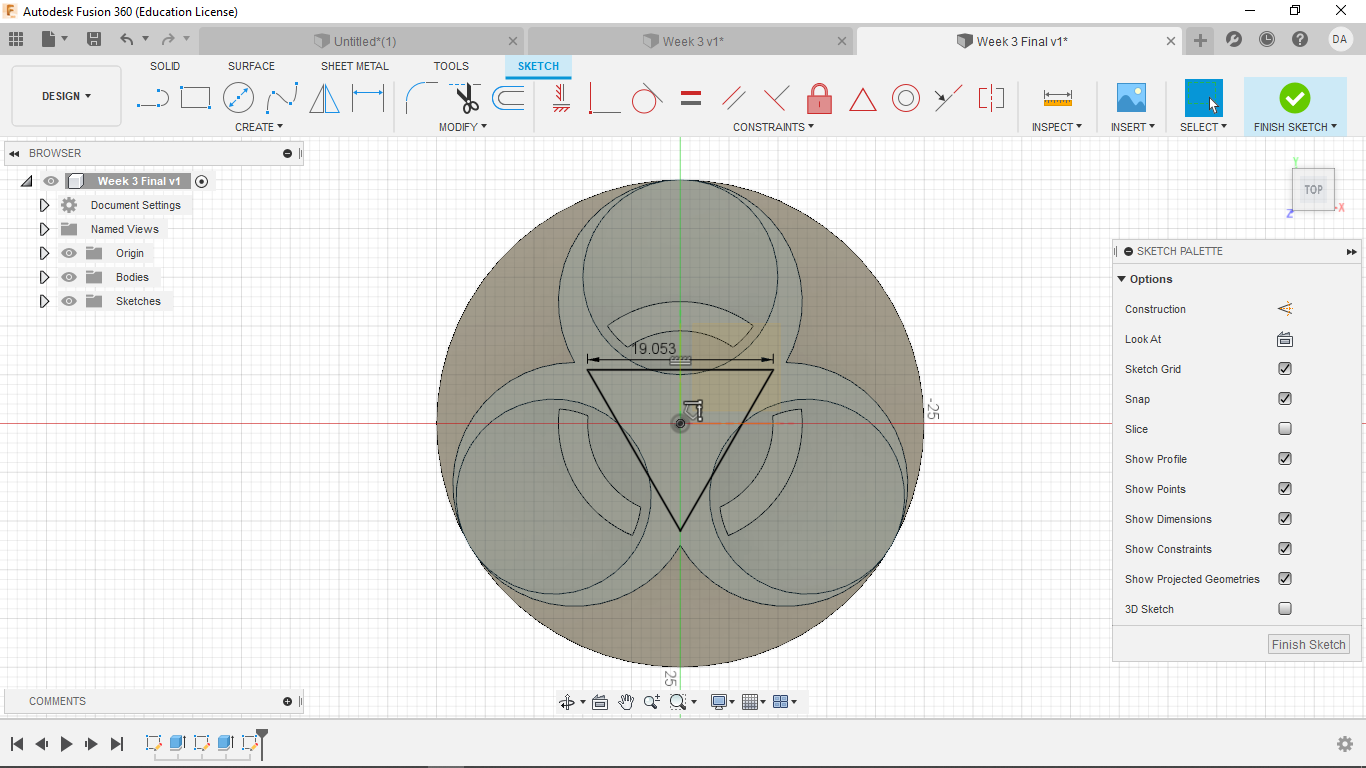 Autodesk Fusion 360 (Education License)
Untitled*(1)
Week 3 v1*
Week 3 Final v1*
DA
DESIGN
SOLID
SURFACE
SHEET METAL
TOOLS
SKETCH
CREATE
MODIFY
CONSTRAINTS
INSPECT
INSERT
SELECT
FINISH SKETCH
BROWSER
Week 3 Final v1
Document Settings
Named Views
Origin
Bodies
Sketches
19.053
-25
25
Y
TOP
X
Z
SKETCH PALETTE
Options
Construction
Look At
Sketch Grid
Snap
Slice
Show Profile
Show Points
Show Dimensions
Show Constraints
Show Projected Geometries
3D Sketch
Finish Sketch
COMMENTS